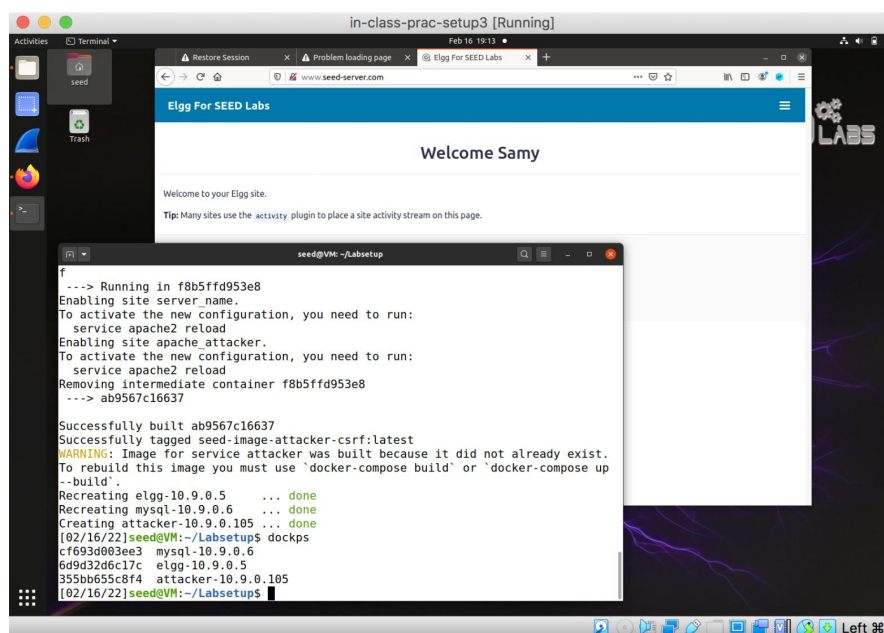 in-class-prac-setup3 [Running]
Activities
Terminal
Feb 16 19:13
seed
Trash
Restore Session
Problem loading page
Elgg For SEED Labs
www.seed-server.com
Elgg For SEED Labs
LABS
Welcome Samy
Welcome to your Elgg site.
Tip: Many sites use the activity plugin to place a site activity stream on this page.
seed@VM: ~/Labsetup
f
 ---> Running in f8b5ffd953e8
Enabling site server_name.
To activate the new configuration, you need to run:
  service apache2 reload
Enabling site apache_attacker.
To activate the new configuration, you need to run:
  service apache2 reload
Removing intermediate container f8b5ffd953e8
 ---> ab9567c16637
Successfully built ab9567c16637
Successfully tagged seed-image-attacker-csrf:latest
WARNING: Image for service attacker was built because it did not already exist.
To rebuild this image you must use `docker-compose build` or `docker-compose up
--build`.
Recreating elgg-10.9.0.5     ... done
Recreating mysql-10.9.0.6    ... done
Creating attacker-10.9.0.105 ... done
[02/16/22]seed@VM:~/Labsetup$ dockps
cf693d003ee3  mysql-10.9.0.6
6d9d32d6c17c  elgg-10.9.0.5
355bb655c8f4  attacker-10.9.0.105
[02/16/22]seed@VM:~/Labsetup$
Left ⌘